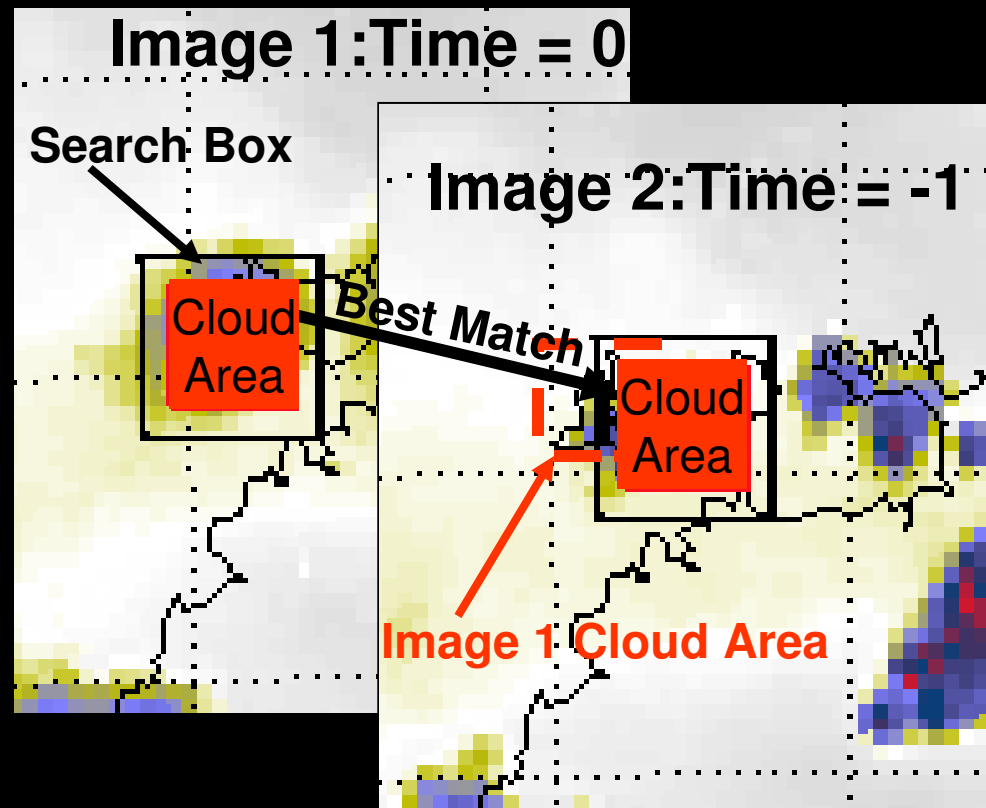 Image 1:Time = 0
Search Box
Image 2:Time = -1
Cloud
Area
Best Match
Cloud
Area
Image 1 Cloud Area